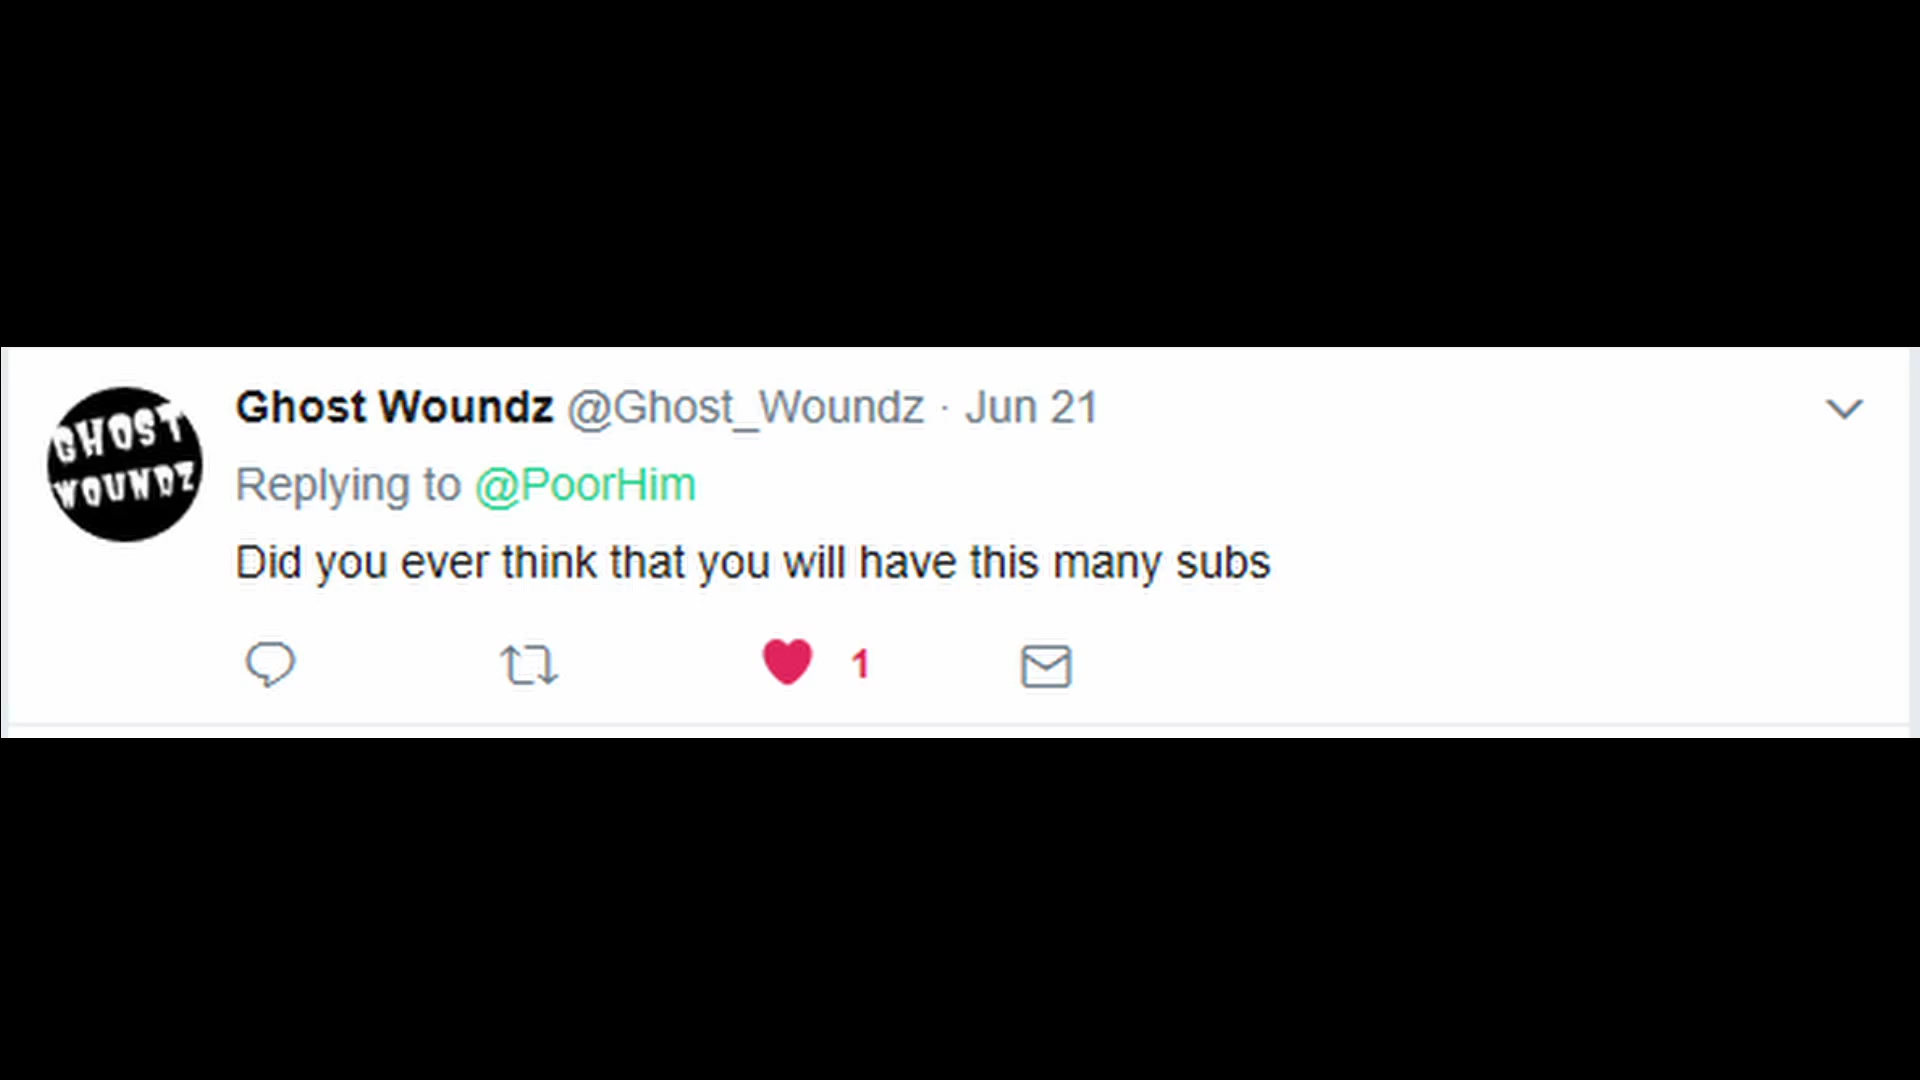 GHOST
WOUNDZ
Ghost Woundz @Ghost_Woundz · Jun 21
Replying to @PoorHim
Did you ever think that you will have this many subs
1